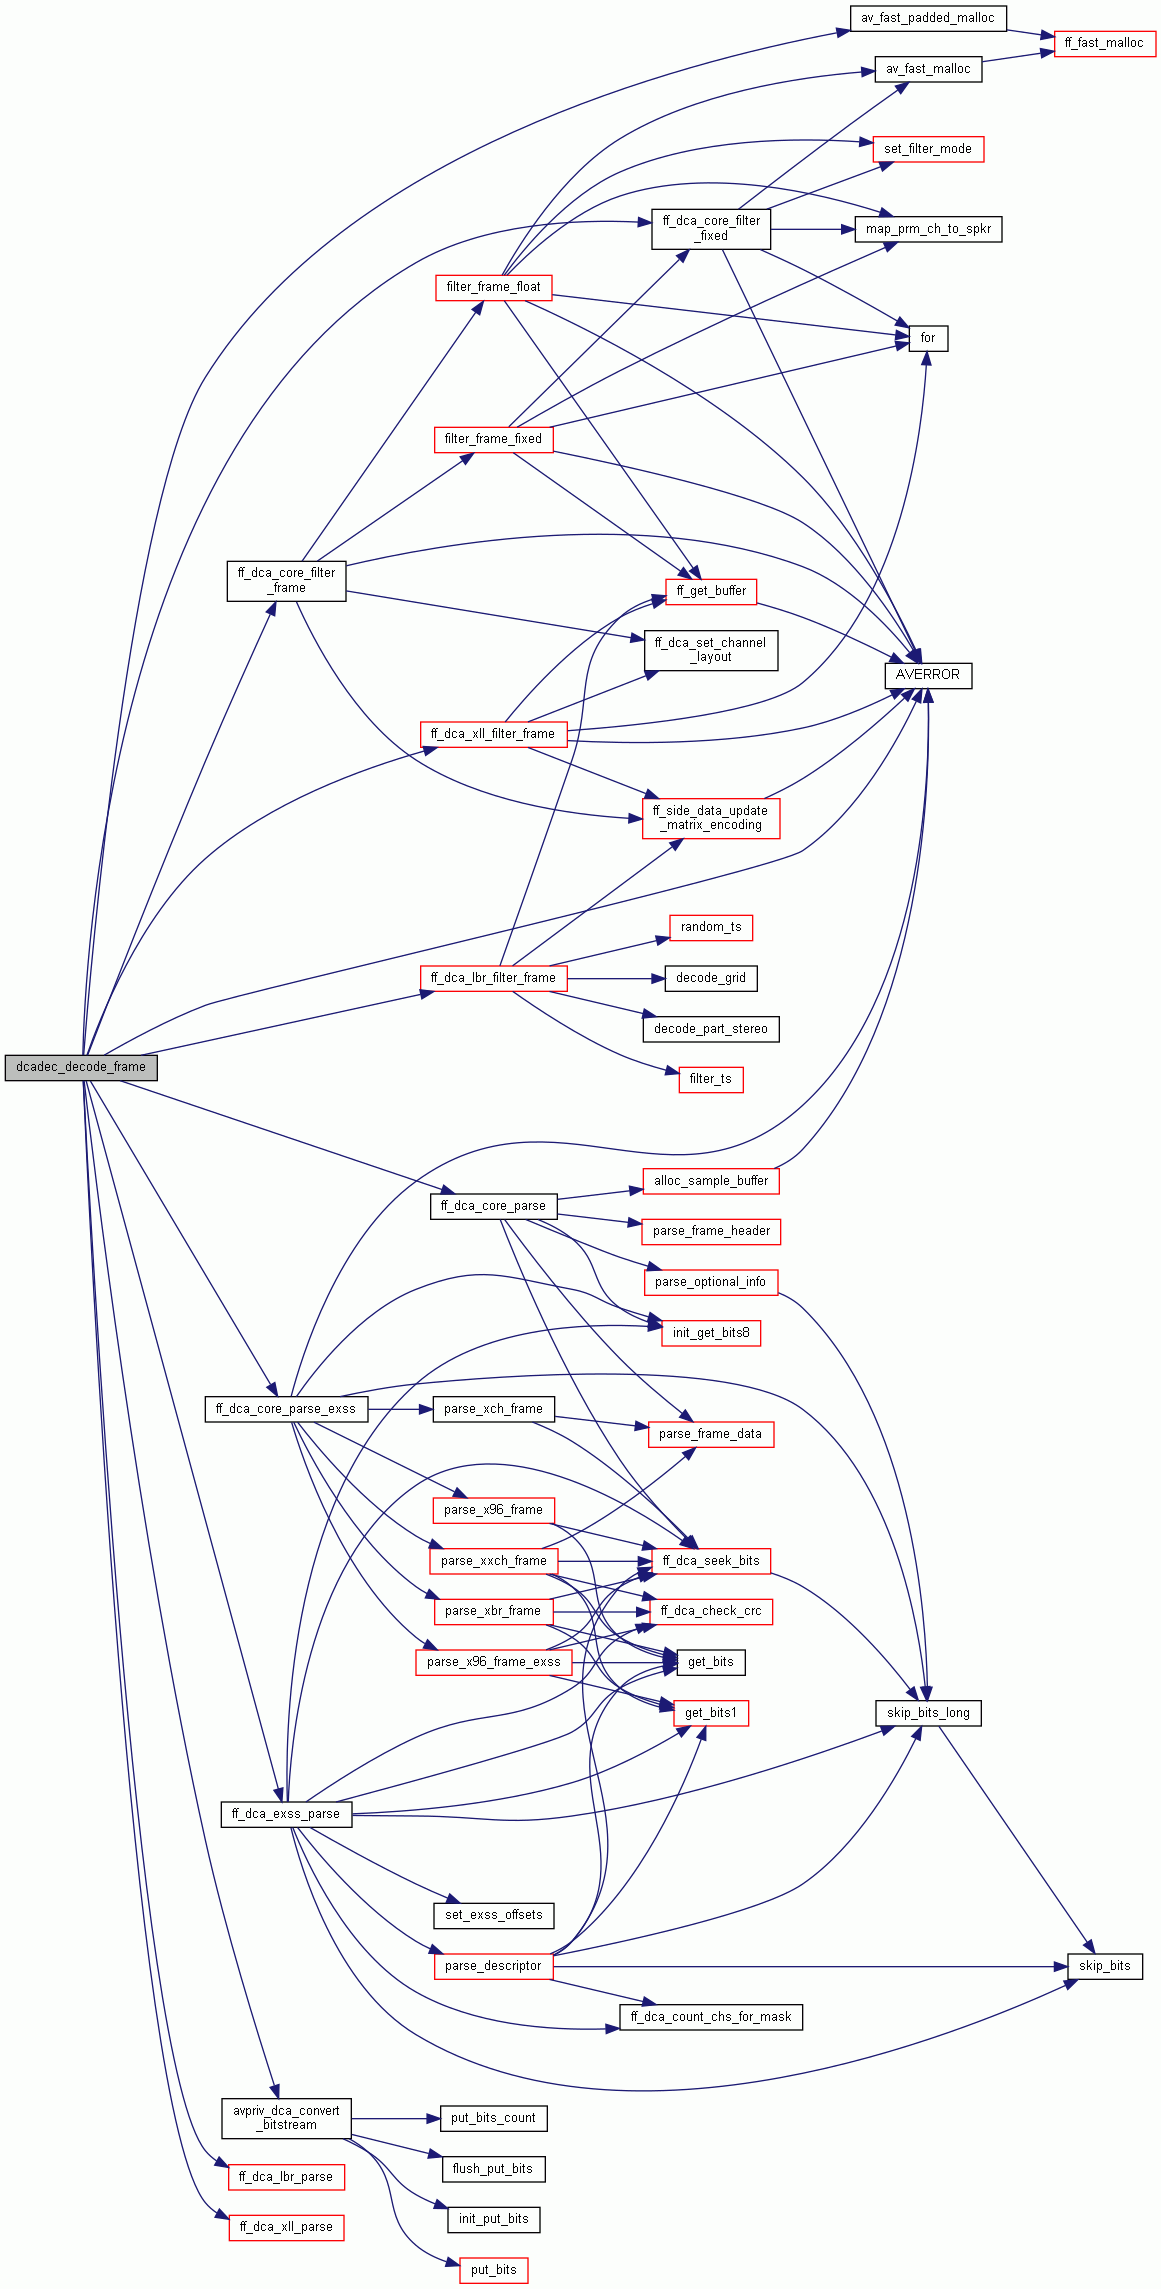 av_fast_padded_malloc
ff_fast_malloc
av_fast_malloc
set_filter_mode
ff_dca_core_filter
_fixed
map_prm_ch_to_spkr
filter_frame_float
for
filter_frame_fixed
ff_dca_core_filter
_frame
ff_get_buffer
ff_dca_set_channel
_layout
AVERROR
ff_dca_xll_filter_frame
ff_side_data_update
_matrix_encoding
random_ts
ff_dca_lbr_filter_frame
decode_grid
decode_part_stereo
dcadec_decode_frame
filter_ts
alloc_sample_buffer
ff_dca_core_parse
parse_frame_header
parse_optional_info
init_get_bits8
ff_dca_core_parse_exss
parse_xch_frame
parse_frame_data
parse_x96_frame
parse_xxch_frame
ff_dca_seek_bits
parse_xbr_frame
ff_dca_check_crc
parse_x96_frame_exss
get_bits
get_bits1
skip_bits_long
ff_dca_exss_parse
set_exss_offsets
parse_descriptor
skip_bits
ff_dca_count_chs_for_mask
avpriv_dca_convert
_bitstream
put_bits_count
flush_put_bits
ff_dca_lbr_parse
init_put_bits
ff_dca_xll_parse
put_bits